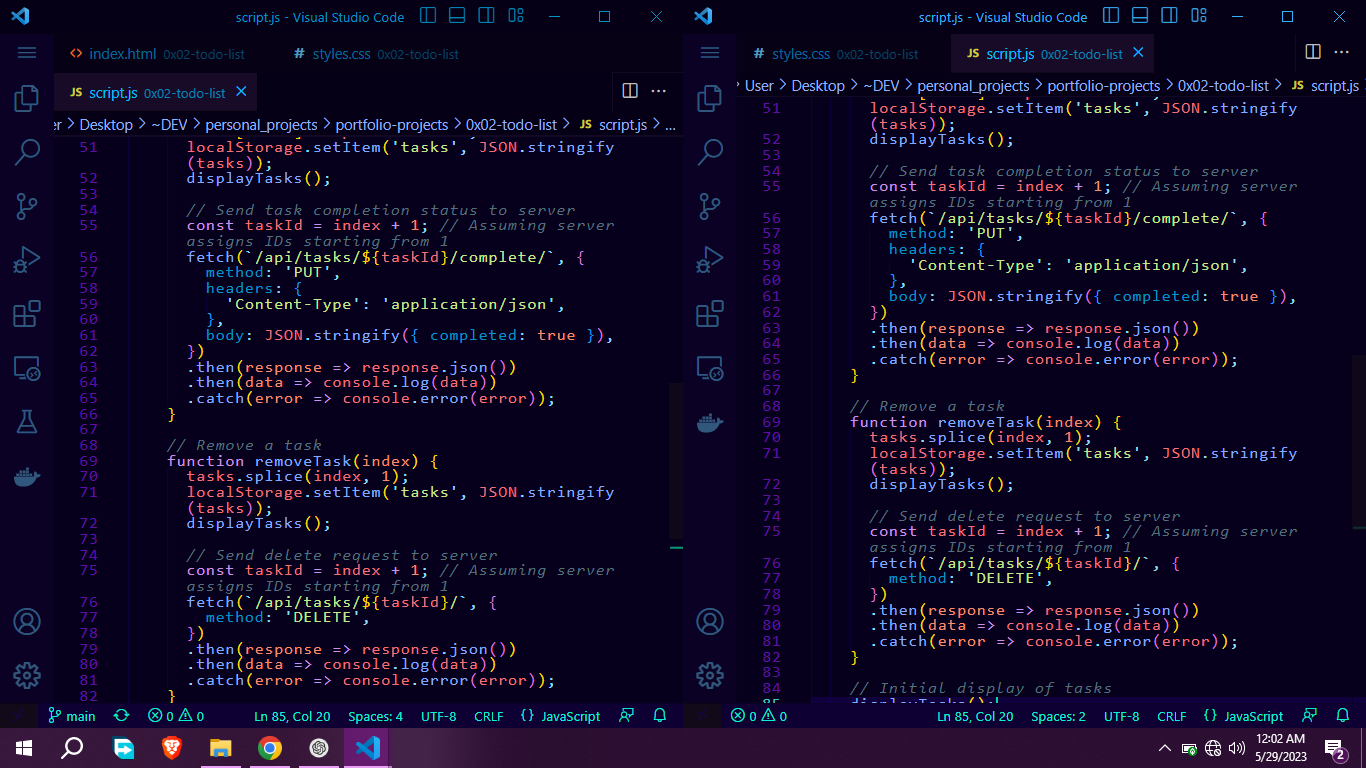 script.js - Visual Studio Code
index.html 0x02-todo-list
# styles.css 0x02-todo-list
JS script.js 0x02-todo-list
er > Desktop > ~DEV > personal_projects > portfolio-projects > 0x02-todo-list > JS script.js > ...
51 localStorage.setItem('tasks', JSON.stringify
(tasks));
52 displayTasks();
53
54 // Send task completion status to server
55 const taskId = index + 1; // Assuming server
assigns IDs starting from 1
56 fetch(`/api/tasks/${taskId}/complete/`, {
57 method: 'PUT',
58 headers: {
59 'Content-Type': 'application/json',
60 },
61 body: JSON.stringify({ completed: true }),
62 })
63 .then(response => response.json())
64 .then(data => console.log(data))
65 .catch(error => console.error(error));
66 }
67
68 // Remove a task
69 function removeTask(index) {
70 tasks.splice(index, 1);
71 localStorage.setItem('tasks', JSON.stringify
(tasks));
72 displayTasks();
73
74 // Send delete request to server
75 const taskId = index + 1; // Assuming server
assigns IDs starting from 1
76 fetch(`/api/tasks/${taskId}/`, {
77 method: 'DELETE',
78 })
79 .then(response => response.json())
80 .then(data => console.log(data))
81 .catch(error => console.error(error));
82 }
main 0 0 Ln 85, Col 20 Spaces: 4 UTF-8 CRLF {} JavaScript
script.js - Visual Studio Code
# styles.css 0x02-todo-list
JS script.js 0x02-todo-list
> User > Desktop > ~DEV > personal_projects > portfolio-projects > 0x02-todo-list > JS script.js
51 localStorage.setItem('tasks', JSON.stringify
(tasks));
52 displayTasks();
53
54 // Send task completion status to server
55 const taskId = index + 1; // Assuming server
assigns IDs starting from 1
56 fetch(`/api/tasks/${taskId}/complete/`, {
57 method: 'PUT',
58 headers: {
59 'Content-Type': 'application/json',
60 },
61 body: JSON.stringify({ completed: true }),
62 })
63 .then(response => response.json())
64 .then(data => console.log(data))
65 .catch(error => console.error(error));
66 }
67
68 // Remove a task
69 function removeTask(index) {
70 tasks.splice(index, 1);
71 localStorage.setItem('tasks', JSON.stringify
(tasks));
72 displayTasks();
73
74 // Send delete request to server
75 const taskId = index + 1; // Assuming server
assigns IDs starting from 1
76 fetch(`/api/tasks/${taskId}/`, {
77 method: 'DELETE',
78 })
79 .then(response => response.json())
80 .then(data => console.log(data))
81 .catch(error => console.error(error));
82 }
83
84 // Initial display of tasks
85 displayTasks();
0 0 Ln 85, Col 20 Spaces: 2 UTF-8 CRLF {} JavaScript
12:02 AM
5/29/2023
2